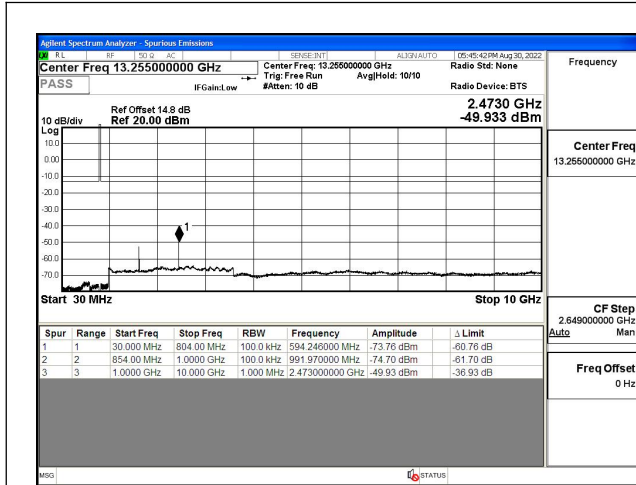 Agilent Spectrum Analyzer - Spurious Emissions
RL RF 50 Ω AC SENSE:INT ALIGN AUTO 05:45:42 PM Aug 30, 2022
Center Freq 13.255000000 GHz
Center Freq: 13.255000000 GHz
Radio Std: None
Trig: Free Run Avg|Hold: 10/10
PASS
IFGain:Low
#Atten: 10 dB
Radio Device: BTS
Ref Offset 14.8 dB
2.4730 GHz
10 dB/div Ref 20.00 dBm
-49.933 dBm
Log
10.0
0.00
-10.0
-20.0
-30.0
-40.0
-50.0
-60.0
-70.0
1
Start 30 MHz
Stop 10 GHz
Spur Range Start Freq Stop Freq RBW Frequency Amplitude Δ Limit
1 1 30.000 MHz 804.00 MHz 100.0 kHz 594.246000 MHz -73.76 dBm -60.76 dB
2 2 854.00 MHz 1.0000 GHz 100.0 kHz 991.970000 MHz -74.70 dBm -61.70 dB
3 3 1.0000 GHz 10.000 GHz 1.000 MHz 2.473000000 GHz -49.93 dBm -36.93 dB
MSG
STATUS
Frequency
Center Freq
13.255000000 GHz
CF Step
2.649000000 GHz
Auto Man
Freq Offset
0 Hz